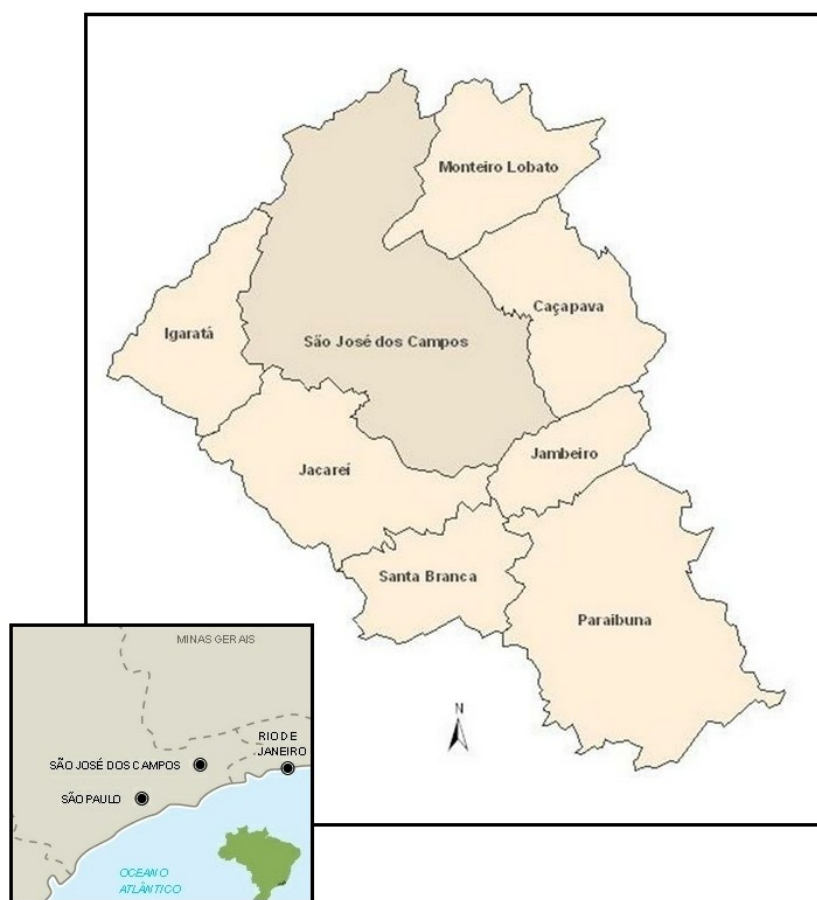 Monteiro Lobato
Caçapava
Igaratá
São José dos Campos
Jambeiro
Jacareí
Santa Branca
Paraibuna
N
MINAS GERAIS
RIO DE
JANEIRO
SÃO JOSÉ DOS CAMPOS
SÃO PAULO
OCEANO
ATLÂNTICO